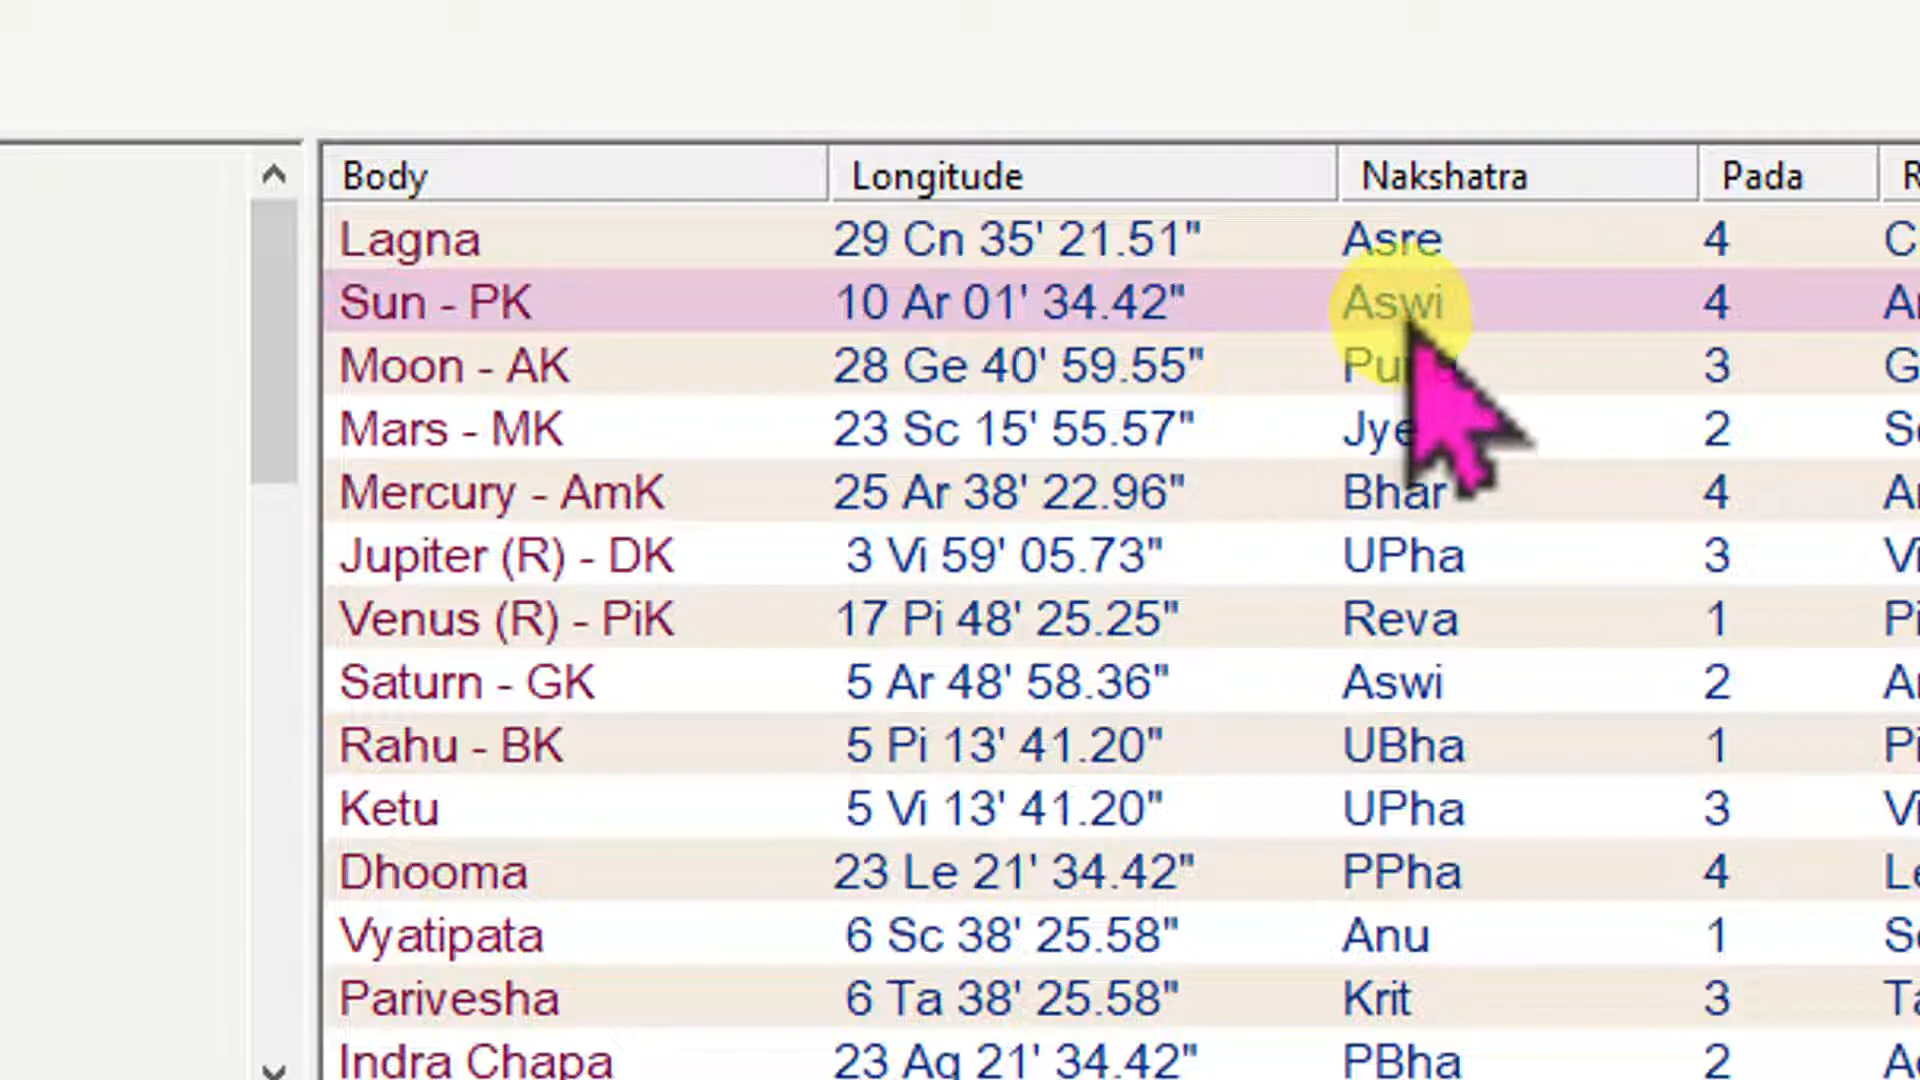 Body Longitude Nakshatra Pada
Lagna 29 Cn 35' 21.51" Asre 4
Sun - PK 10 Ar 01' 34.42" Aswi 4
Moon - AK 28 Ge 40' 59.55" 3
Mars - MK 23 Sc 15' 55.57" 2
Mercury - AmK 25 Ar 38' 22.96" Bhar 4
Jupiter (R) - DK 3 Vi 59' 05.73" UPha 3
Venus (R) - PiK 17 Pi 48' 25.25" Reva 1
Saturn - GK 5 Ar 48' 58.36" Aswi 2
Rahu - BK 5 Pi 13' 41.20" UBha 1
Ketu 5 Vi 13' 41.20" UPha 3
Dhooma 23 Le 21' 34.42" PPha 4
Vyatipata 6 Sc 38' 25.58" Anu 1
Parivesha 6 Ta 38' 25.58" Krit 3
Indra Chapa 23 Aq 21' 34.42" PBha 2